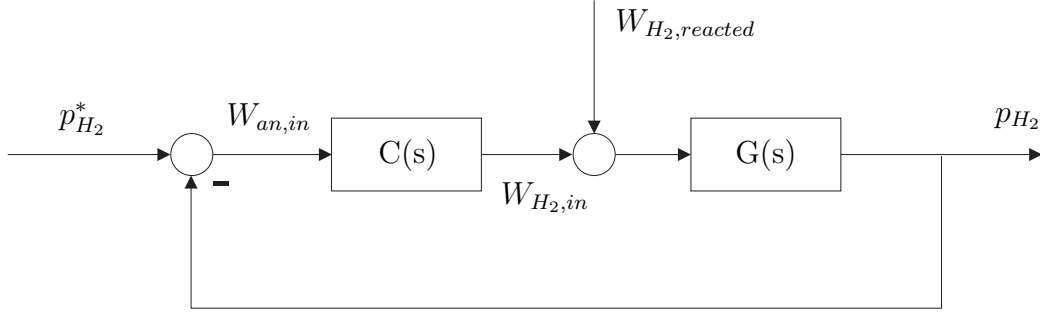 W_{H_2,reacted}
p^*_{H_2}
W_{an,in}
p_{H_2}
C(s)
G(s)
W_{H_2,in}